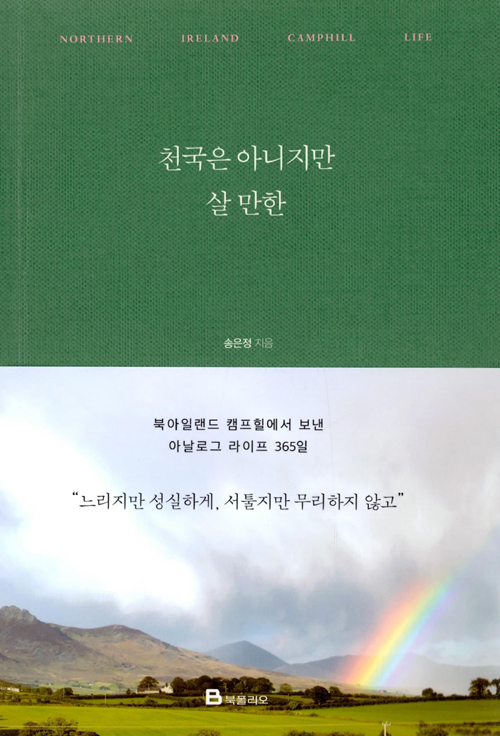 NORTHERN IRELAND CAMPHILL LIFE
천국은 아니지만
살 만한
송은정 지음
북아일랜드 캠프힐에서 보낸
아날로그 라이프 365일
“느리지만 성실하게, 서툴지만 무리하지 않고”
B 북폴리오